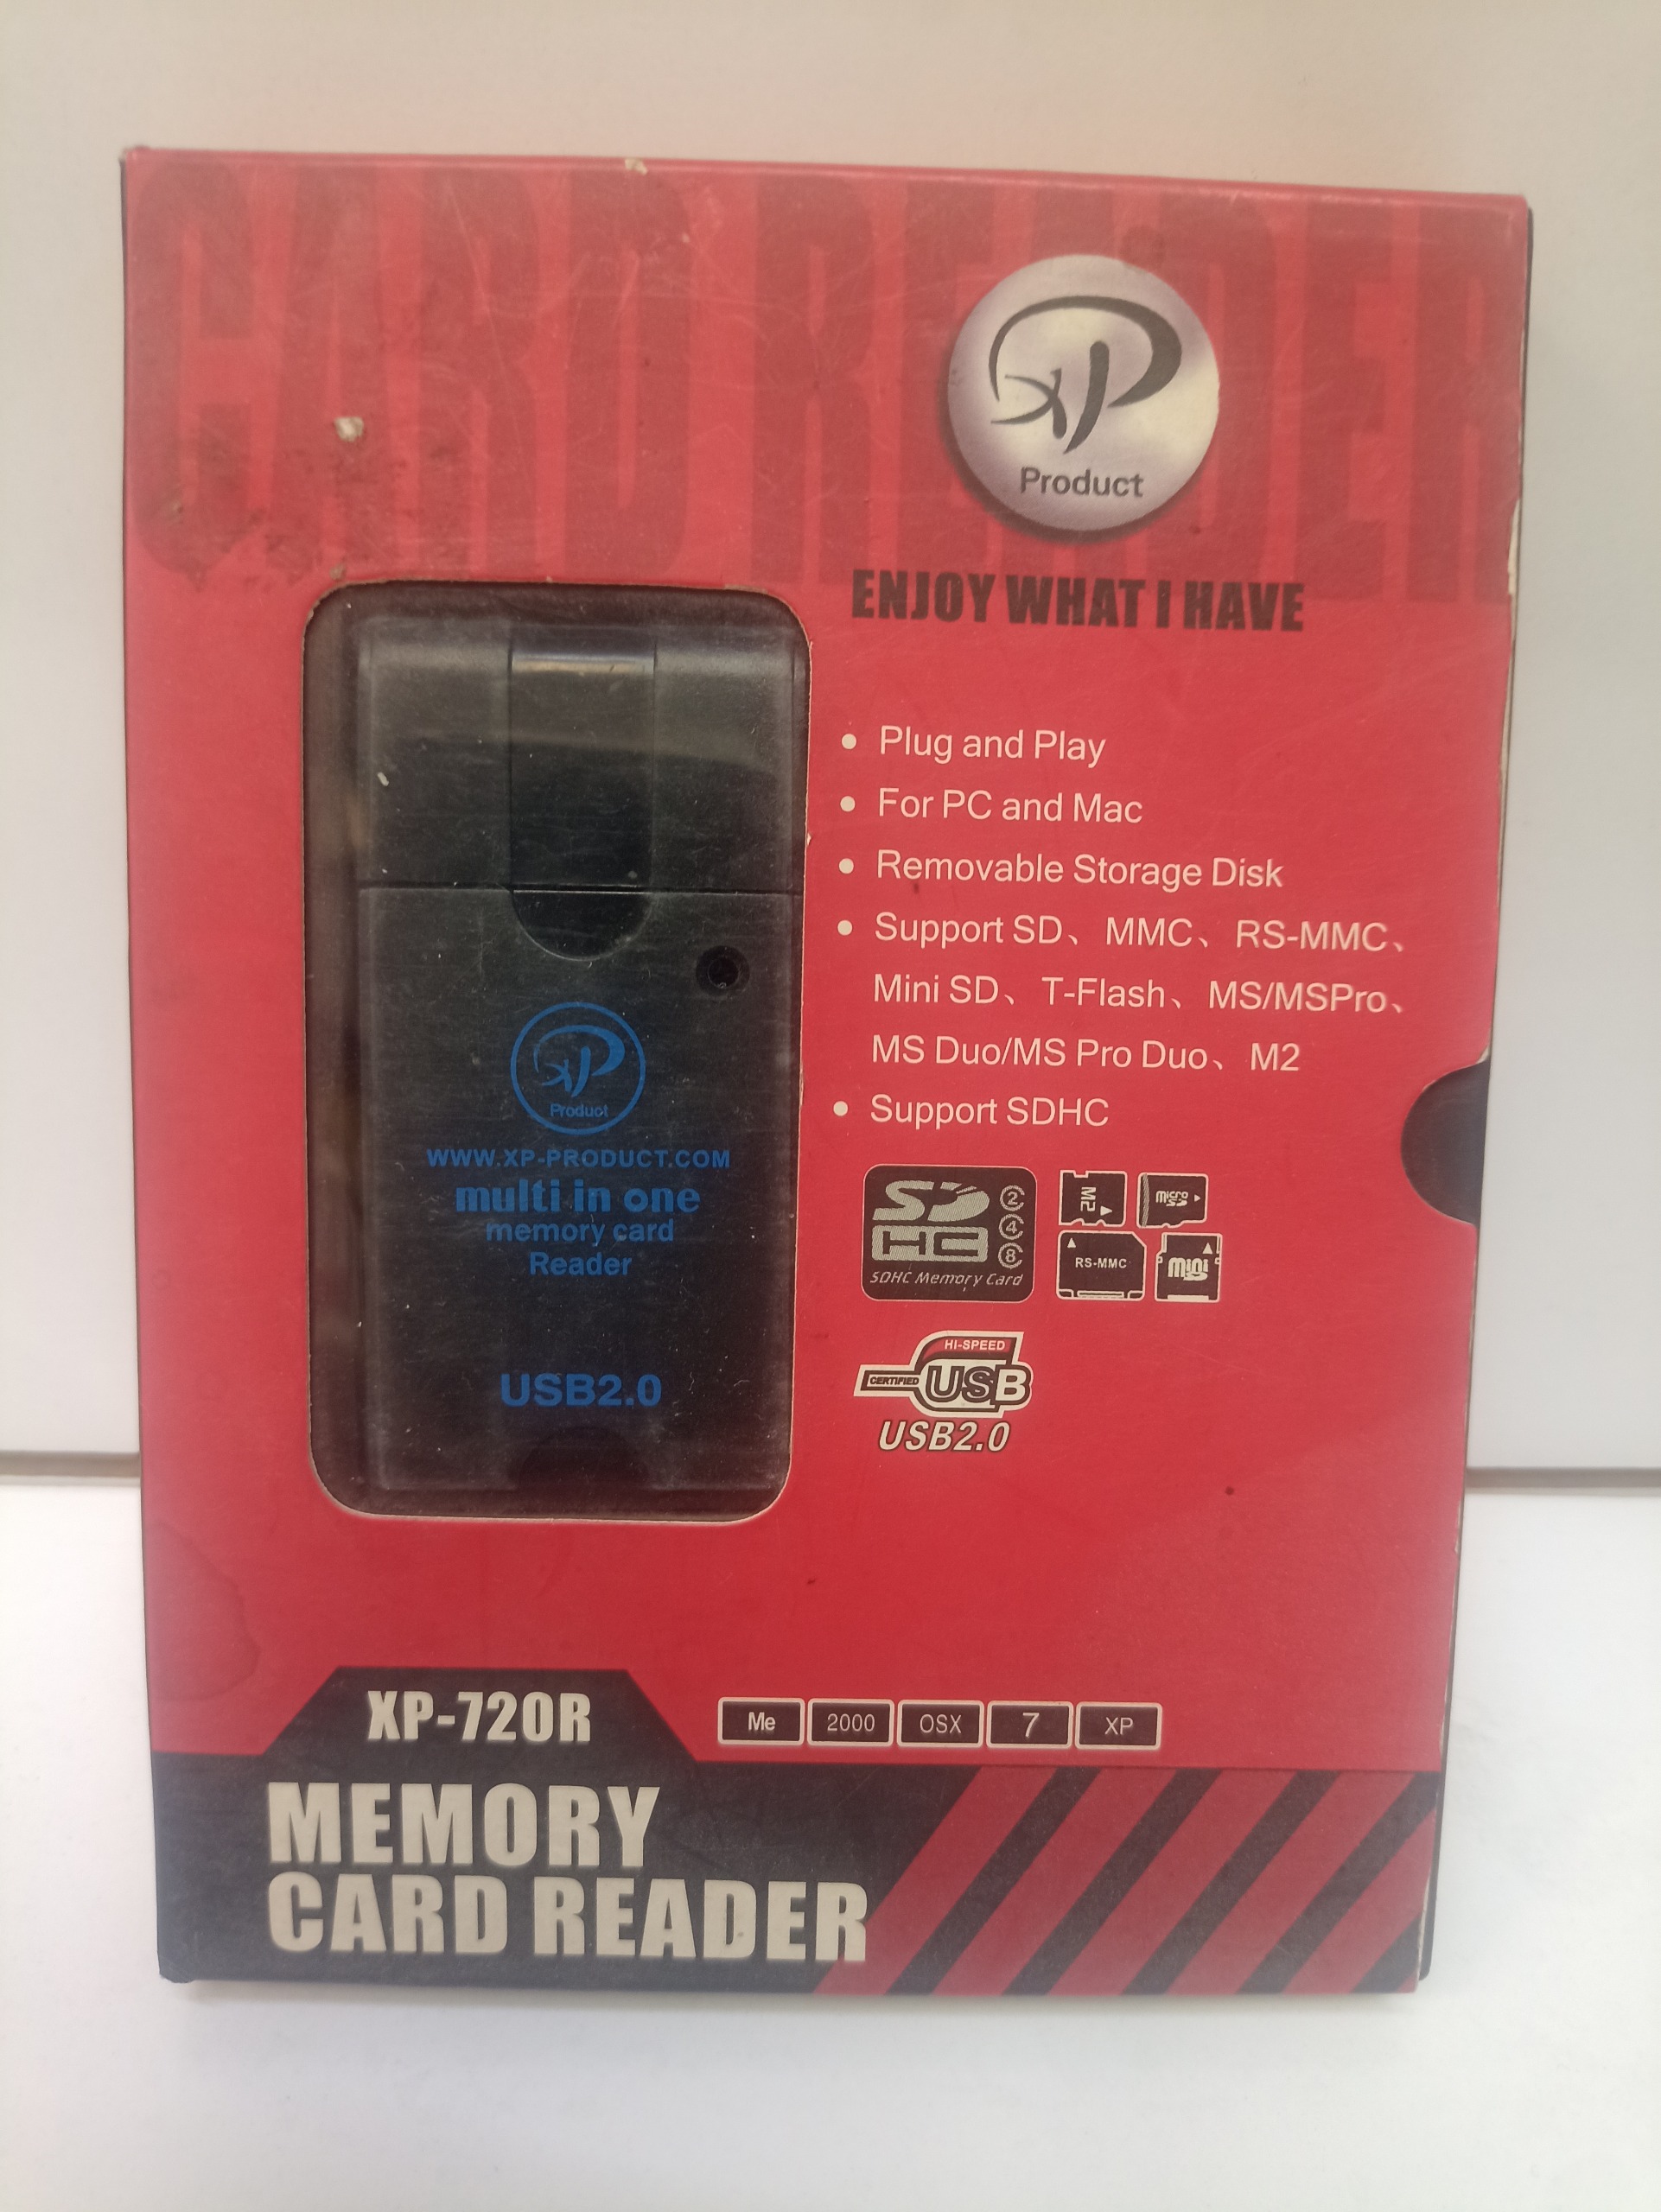 CARD READER
XP
Product
ENJOY WHAT I HAVE
• Plug and Play
• For PC and Mac
• Removable Storage Disk
• Support SD、MMC、RS-MMC、
Mini SD、T-Flash、MS/MSPro、
MS Duo/MS Pro Duo、M2
• Support SDHC
SD HC 2 4 8
SDHC Memory Card
M2
micro SD
RS-MMC
mini
HI-SPEED
CERTIFIED USB
USB2.0
XP
Product
WWW.XP-PRODUCT.COM
multi in one
memory card
Reader
USB2.0
XP-720R
Me 2000 OSX 7 XP
MEMORY
CARD READER